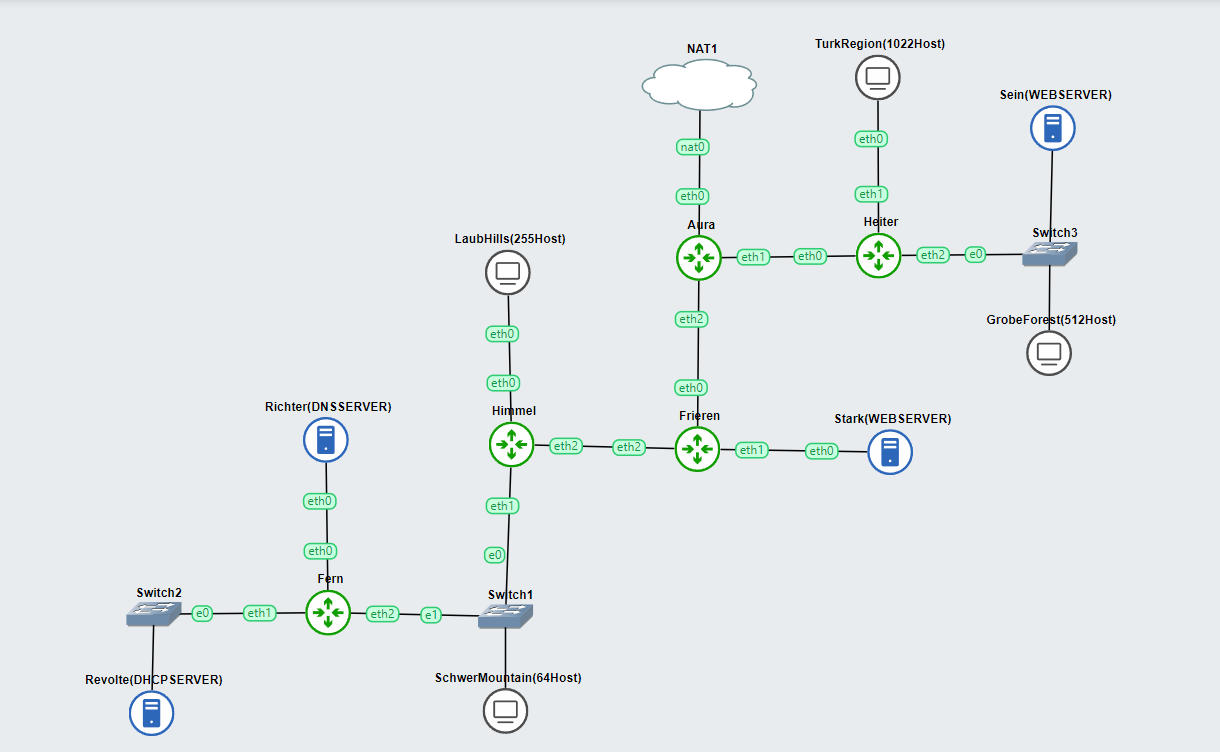 TurkRegion(1022Host)
NAT1
Sein(WEBSERVER)
eth0
nat0
eth1
eth0
Aura
Heiter
Switch3
LaubHills(255Host)
eth1
eth0
eth2
e0
eth2
GrobeForest(512Host)
eth0
eth0
eth0
Richter(DNSSERVER)
Himmel
Frieren
Stark(WEBSERVER)
eth2
eth2
eth1
eth0
eth0
eth1
eth0
e0
Fern
Switch2
Switch1
e0
eth1
eth2
e1
Revolte(DHCPSERVER)
SchwerMountain(64Host)